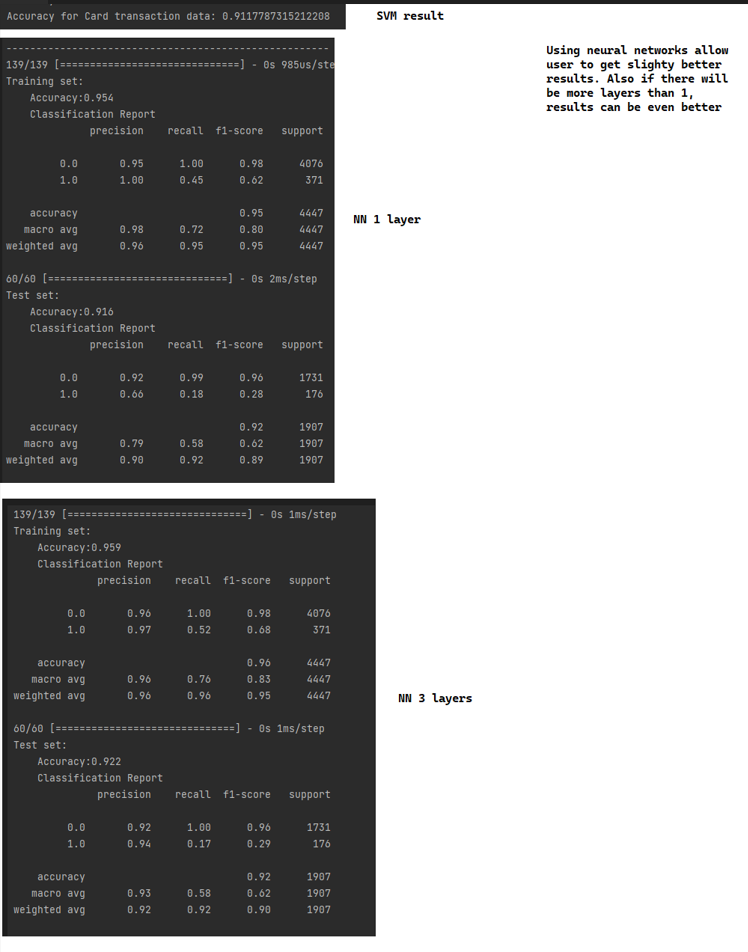 Accuracy for Card transaction data: 0.9117787315212208
SVM result
Using neural networks allow
user to get slighty better
results. Also if there will
be more layers than 1,
results can be even better
------------------------------------------------------
139/139 [==============================] - 0s 985us/ste
Training set:
Accuracy:0.954
Classification Report
precision recall f1-score support
0.0 0.95 1.00 0.98 4076
1.0 1.00 0.45 0.62 371
accuracy 0.95 4447
macro avg 0.98 0.72 0.80 4447
weighted avg 0.96 0.95 0.95 4447
NN 1 layer
60/60 [==============================] - 0s 2ms/step
Test set:
Accuracy:0.916
Classification Report
precision recall f1-score support
0.0 0.92 0.99 0.96 1731
1.0 0.66 0.18 0.28 176
accuracy 0.92 1907
macro avg 0.79 0.58 0.62 1907
weighted avg 0.90 0.92 0.89 1907
139/139 [==============================] - 0s 1ms/step
Training set:
Accuracy:0.959
Classification Report
precision recall f1-score support
0.0 0.96 1.00 0.98 4076
1.0 0.97 0.52 0.68 371
accuracy 0.96 4447
macro avg 0.96 0.76 0.83 4447
weighted avg 0.96 0.96 0.95 4447
NN 3 layers
60/60 [==============================] - 0s 1ms/step
Test set:
Accuracy:0.922
Classification Report
precision recall f1-score support
0.0 0.92 1.00 0.96 1731
1.0 0.94 0.17 0.29 176
accuracy 0.92 1907
macro avg 0.93 0.58 0.62 1907
weighted avg 0.92 0.92 0.90 1907